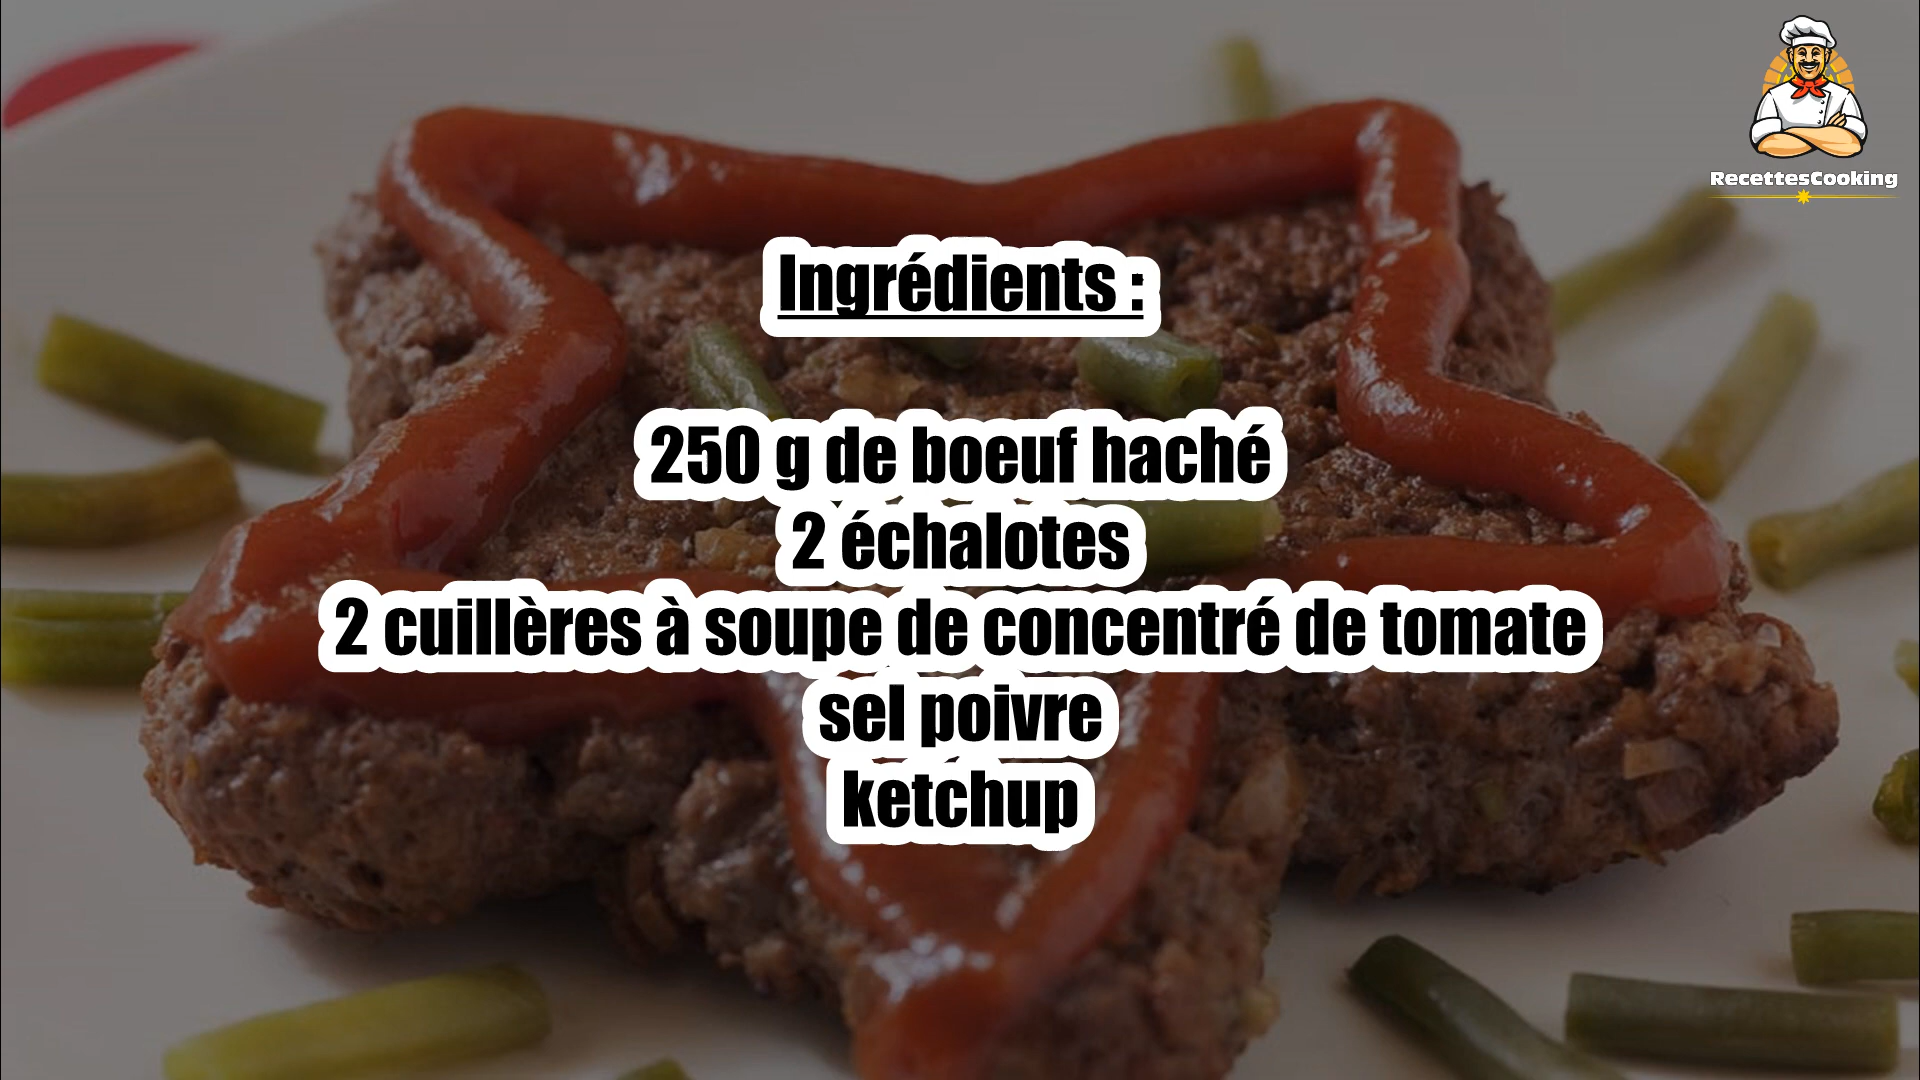 RecettesCooking
Ingrédients :
250 g de boeuf haché
2 échalotes
2 cuillères à soupe de concentré de tomate
sel poivre
ketchup